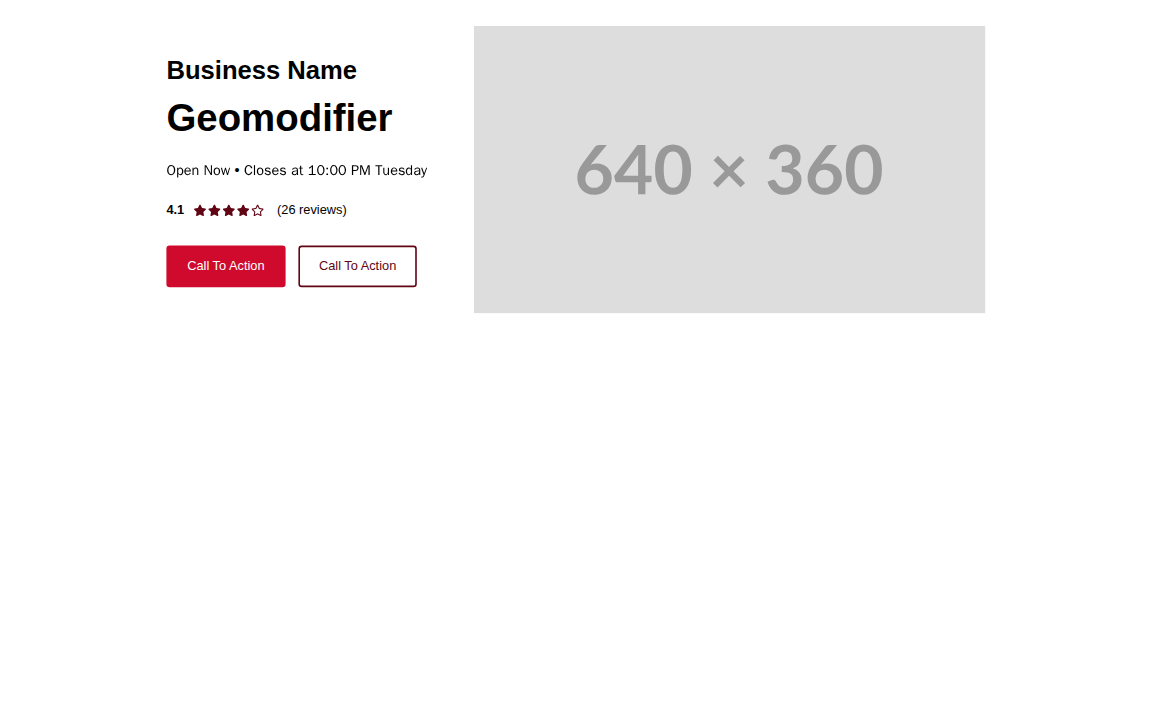 Business Name
Geomodifier
Open Now • Closes at 10:00 PM Tuesday
4.1 (26 reviews)
Call To Action
Call To Action
640 × 360